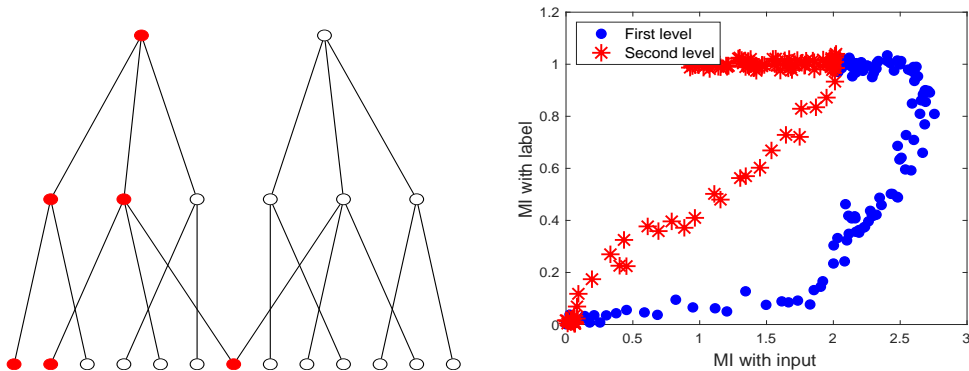 1.2
First level
Second level
1
0.8
0.6
0.4
0.2
0
0 0.5 1 1.5 2 2.5 3
MI with label
MI with input